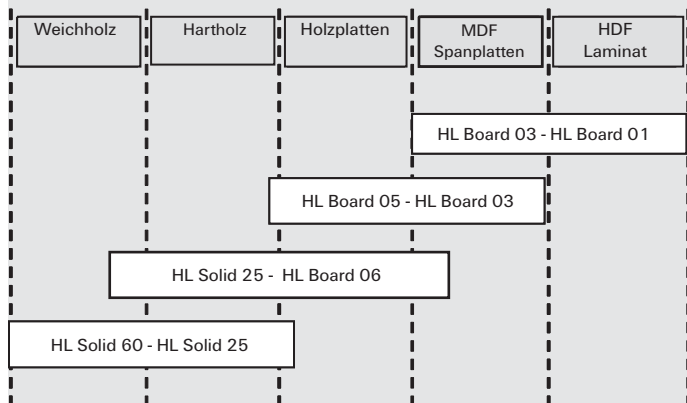 Weichholz
Hartholz
Holzplatten
MDF
Spanplatten
HDF
Laminat
HL Board 03 - HL Board 01
HL Board 05 - HL Board 03
HL Solid 25 - HL Board 06
HL Solid 60 - HL Solid 25